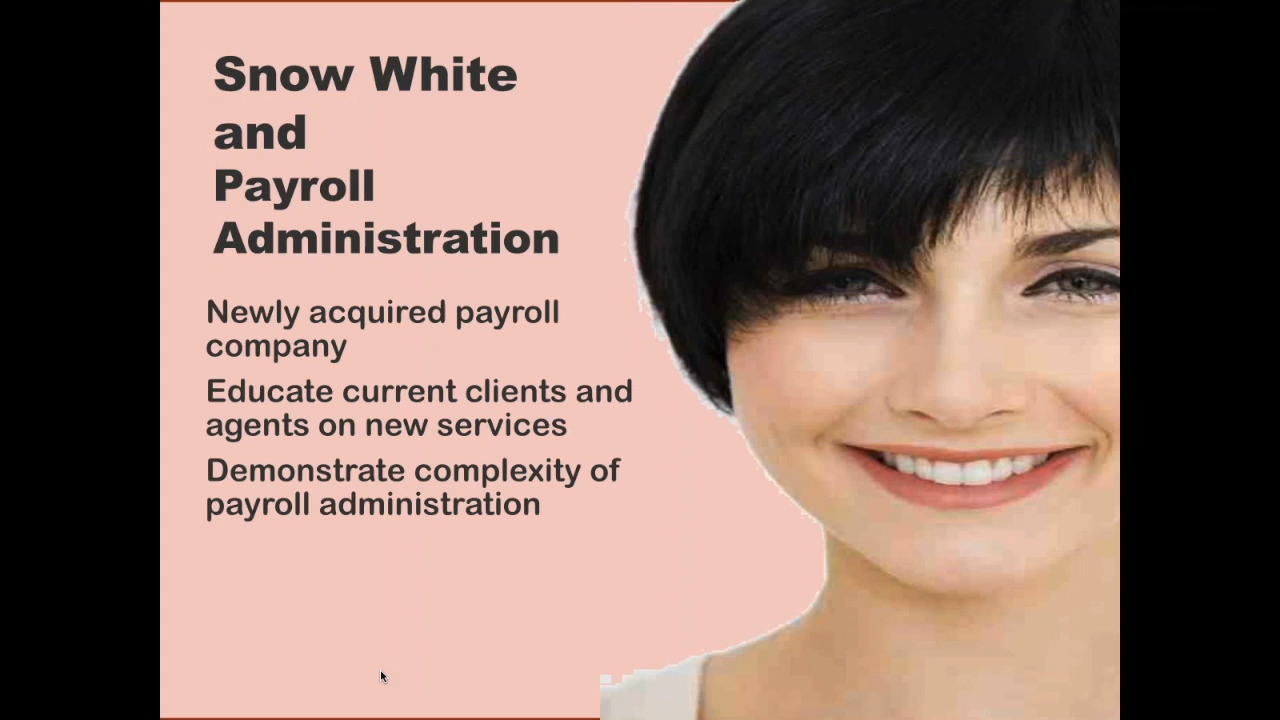 Snow White
and
Payroll
Administration
Newly acquired payroll
company
Educate current clients and
agents on new services
Demonstrate complexity of
payroll administration